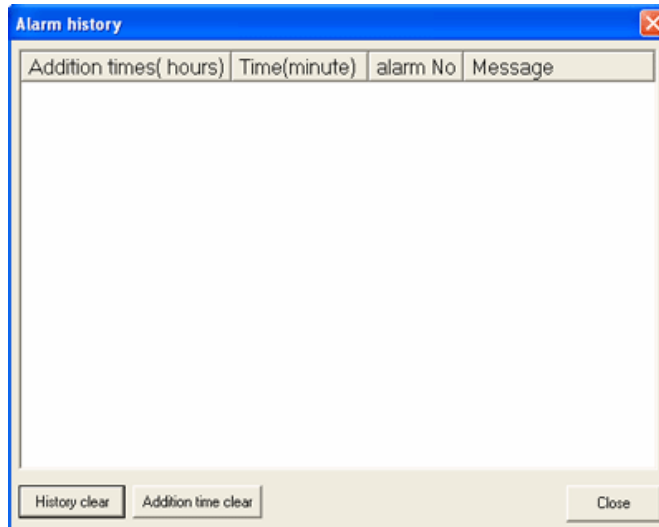 Alarm history
Addition times( hours) Time(minute) alarm No Message
History clear Addition time clear Close